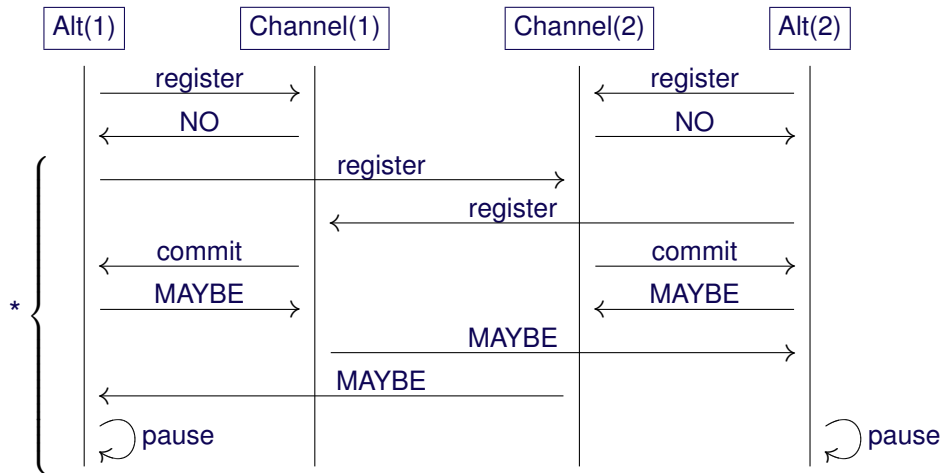 Alt(1) Channel(1) Channel(2) Alt(2)
register register
NO NO
register
register
commit commit
* MAYBE MAYBE
MAYBE
MAYBE
pause pause